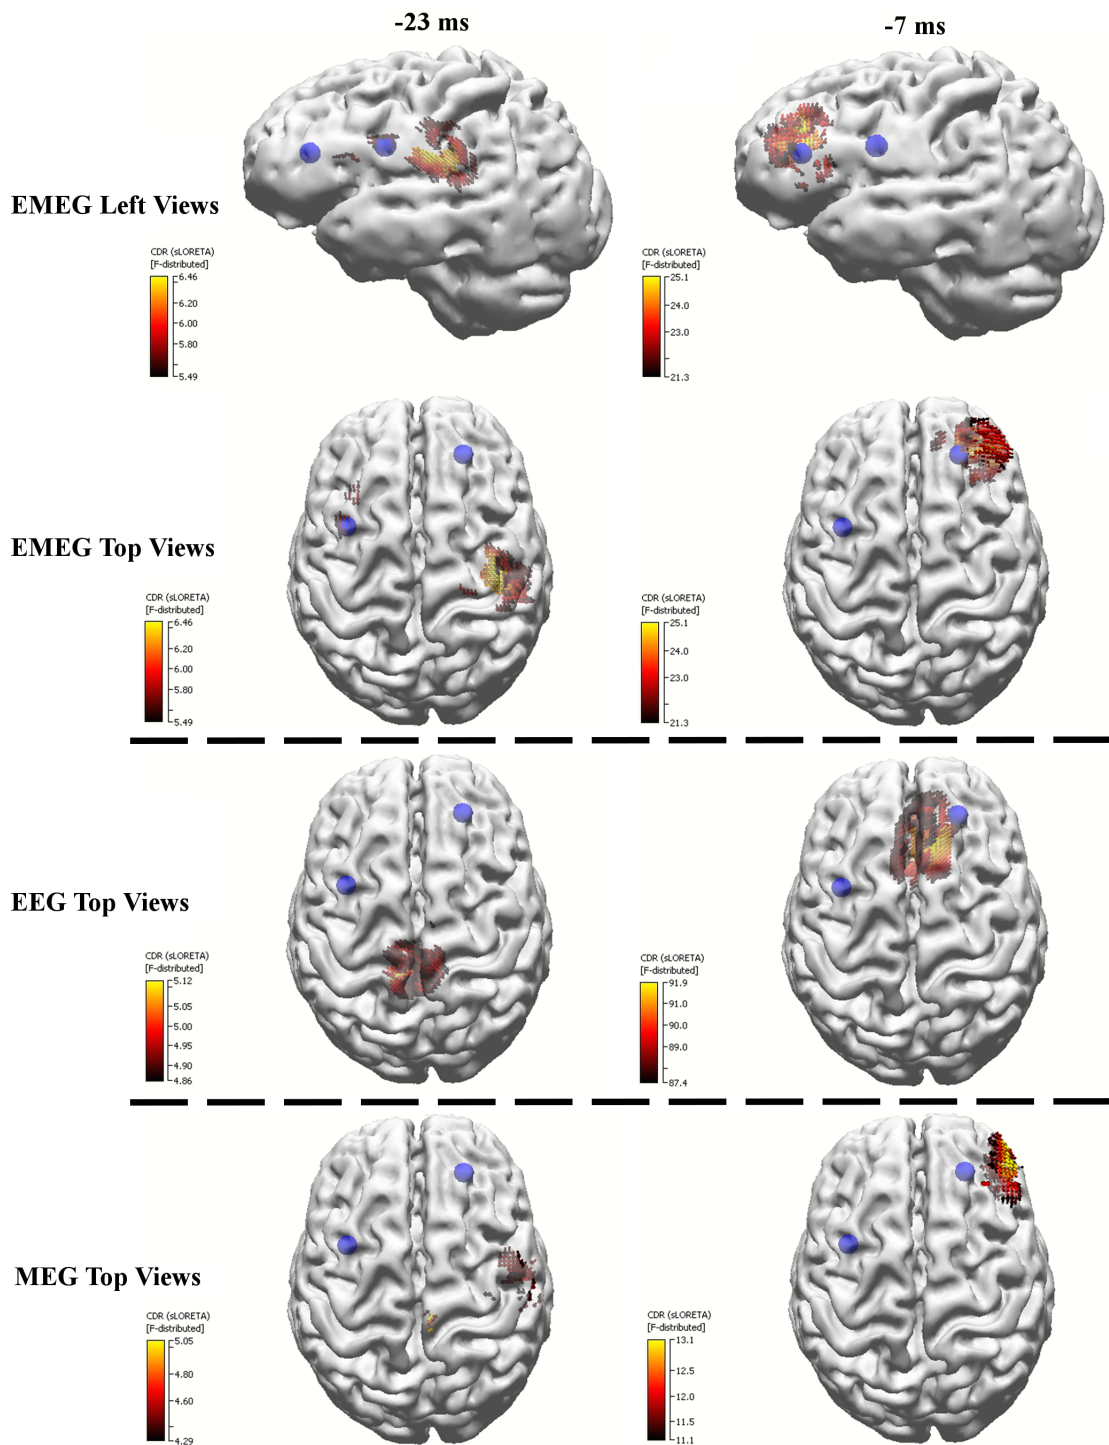 -23 ms
-7 ms
EMEG Left Views
CDR (sLORETA)
[F-distributed]
6.46
6.20
6.00
5.80
5.49
CDR (sLORETA)
[F-distributed]
25.1
24.0
23.0
21.3
EMEG Top Views
CDR (sLORETA)
[F-distributed]
6.46
6.20
6.00
5.80
5.49
CDR (sLORETA)
[F-distributed]
25.1
24.0
23.0
21.3
EEG Top Views
CDR (sLORETA)
[F-distributed]
5.12
5.05
5.00
4.95
4.90
4.86
CDR (sLORETA)
[F-distributed]
91.9
91.0
90.0
89.0
87.4
MEG Top Views
CDR (sLORETA)
[F-distributed]
5.05
4.80
4.60
4.29
CDR (sLORETA)
[F-distributed]
13.1
12.5
12.0
11.5
11.1